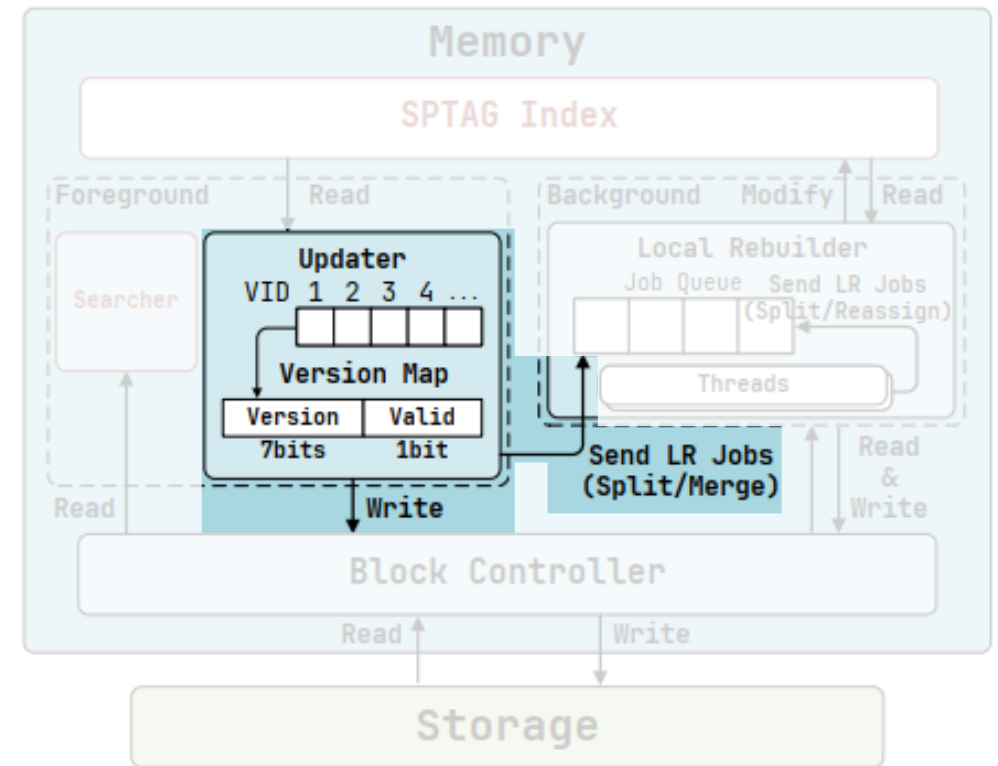 Memory
SPTAG Index
Foreground
Read
Background
Modify
Read
Updater
VID 1 2 3 4 ...
Version Map
Version
Valid
7bits
1bit
Searcher
Local Rebuilder
Job Queue
Send LR Jobs
(Split/Reassign)
Threads
Send LR Jobs
(Split/Merge)
Read
Write
Read
&
Write
Block Controller
Read
Write
Storage